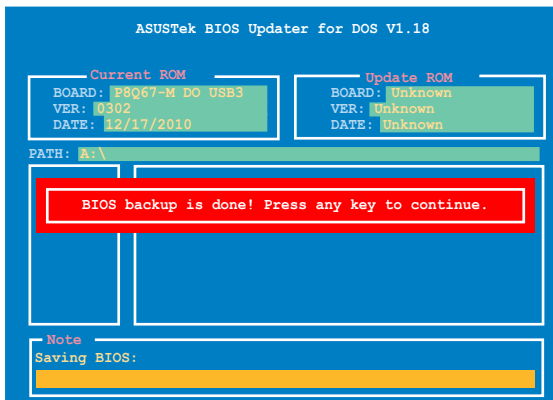 ASUSTek BIOS Updater for DOS V1.18
Current ROM
BOARD: P8Q67-M DO USB3
VER: 0302
DATE: 12/17/2010
Update ROM
BOARD: Unknown
VER: Unknown
DATE: Unknown
PATH: A:\
BIOS backup is done! Press any key to continue.
Note
Saving BIOS: